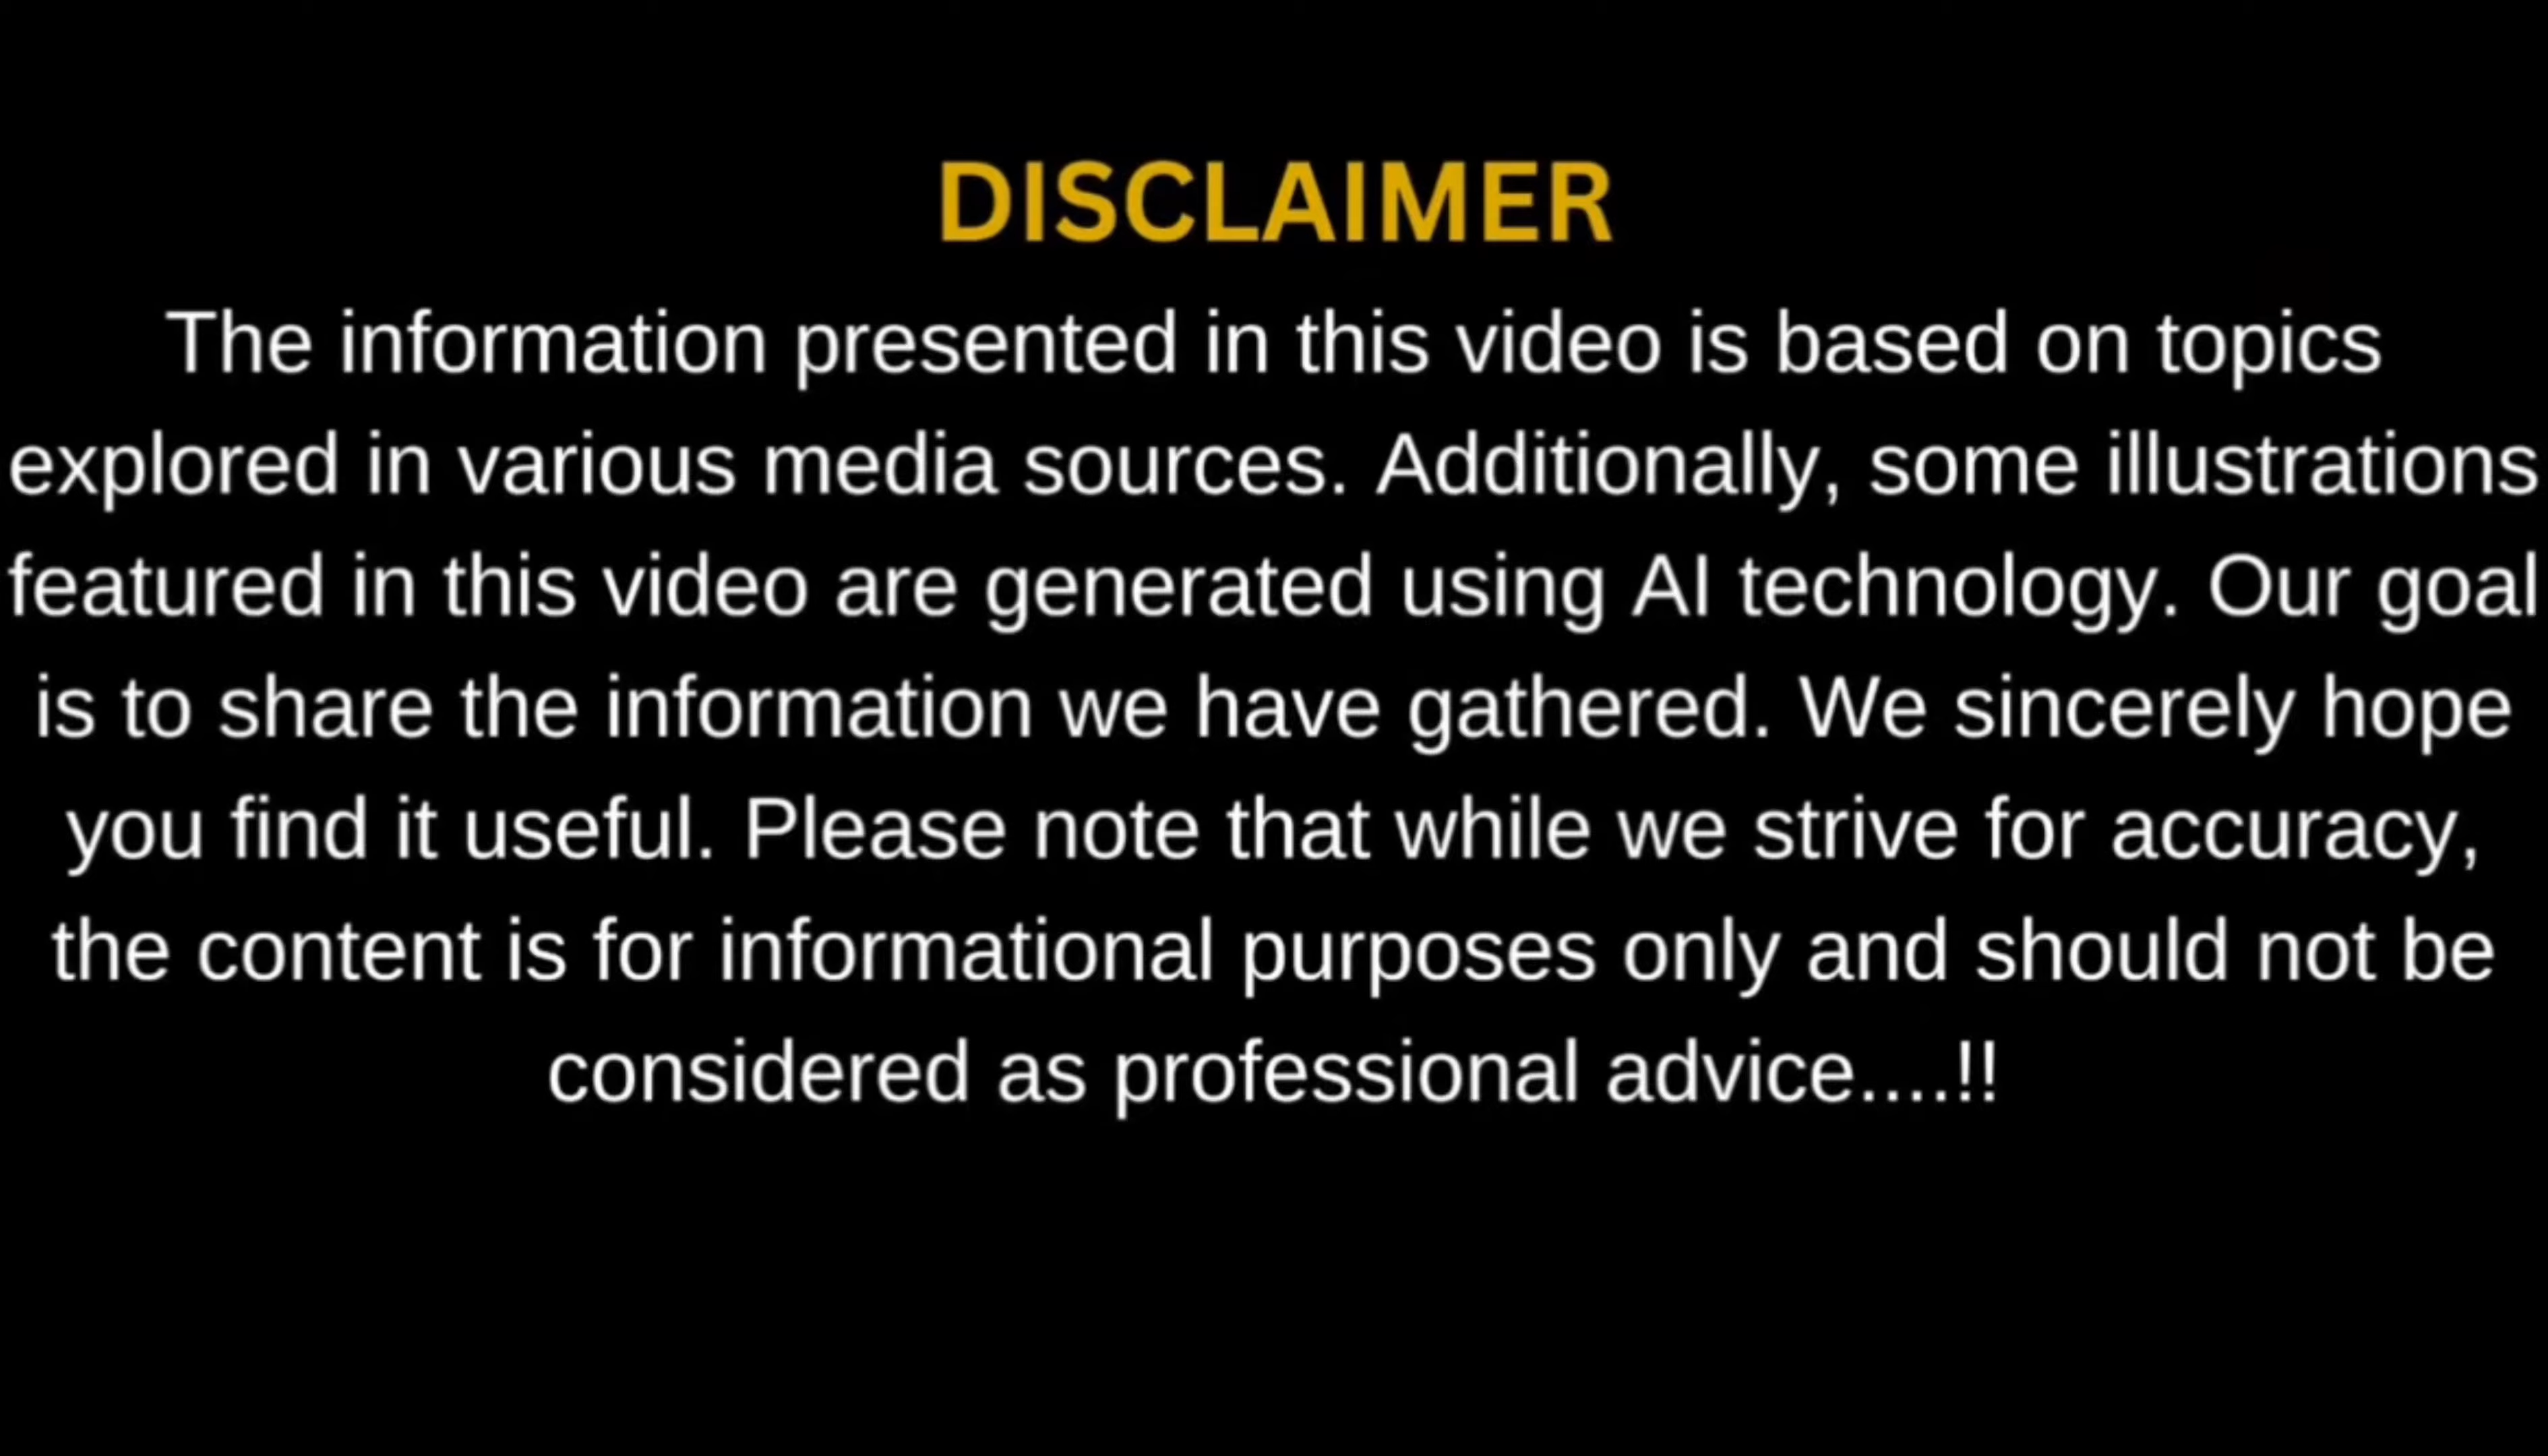 DISCLAIMER
The information presented in this video is based on topics
explored in various media sources. Additionally, some illustrations
featured in this video are generated using AI technology. Our goal
is to share the information we have gathered. We sincerely hope
you find it useful. Please note that while we strive for accuracy,
the content is for informational purposes only and should not be
considered as professional advice....!!